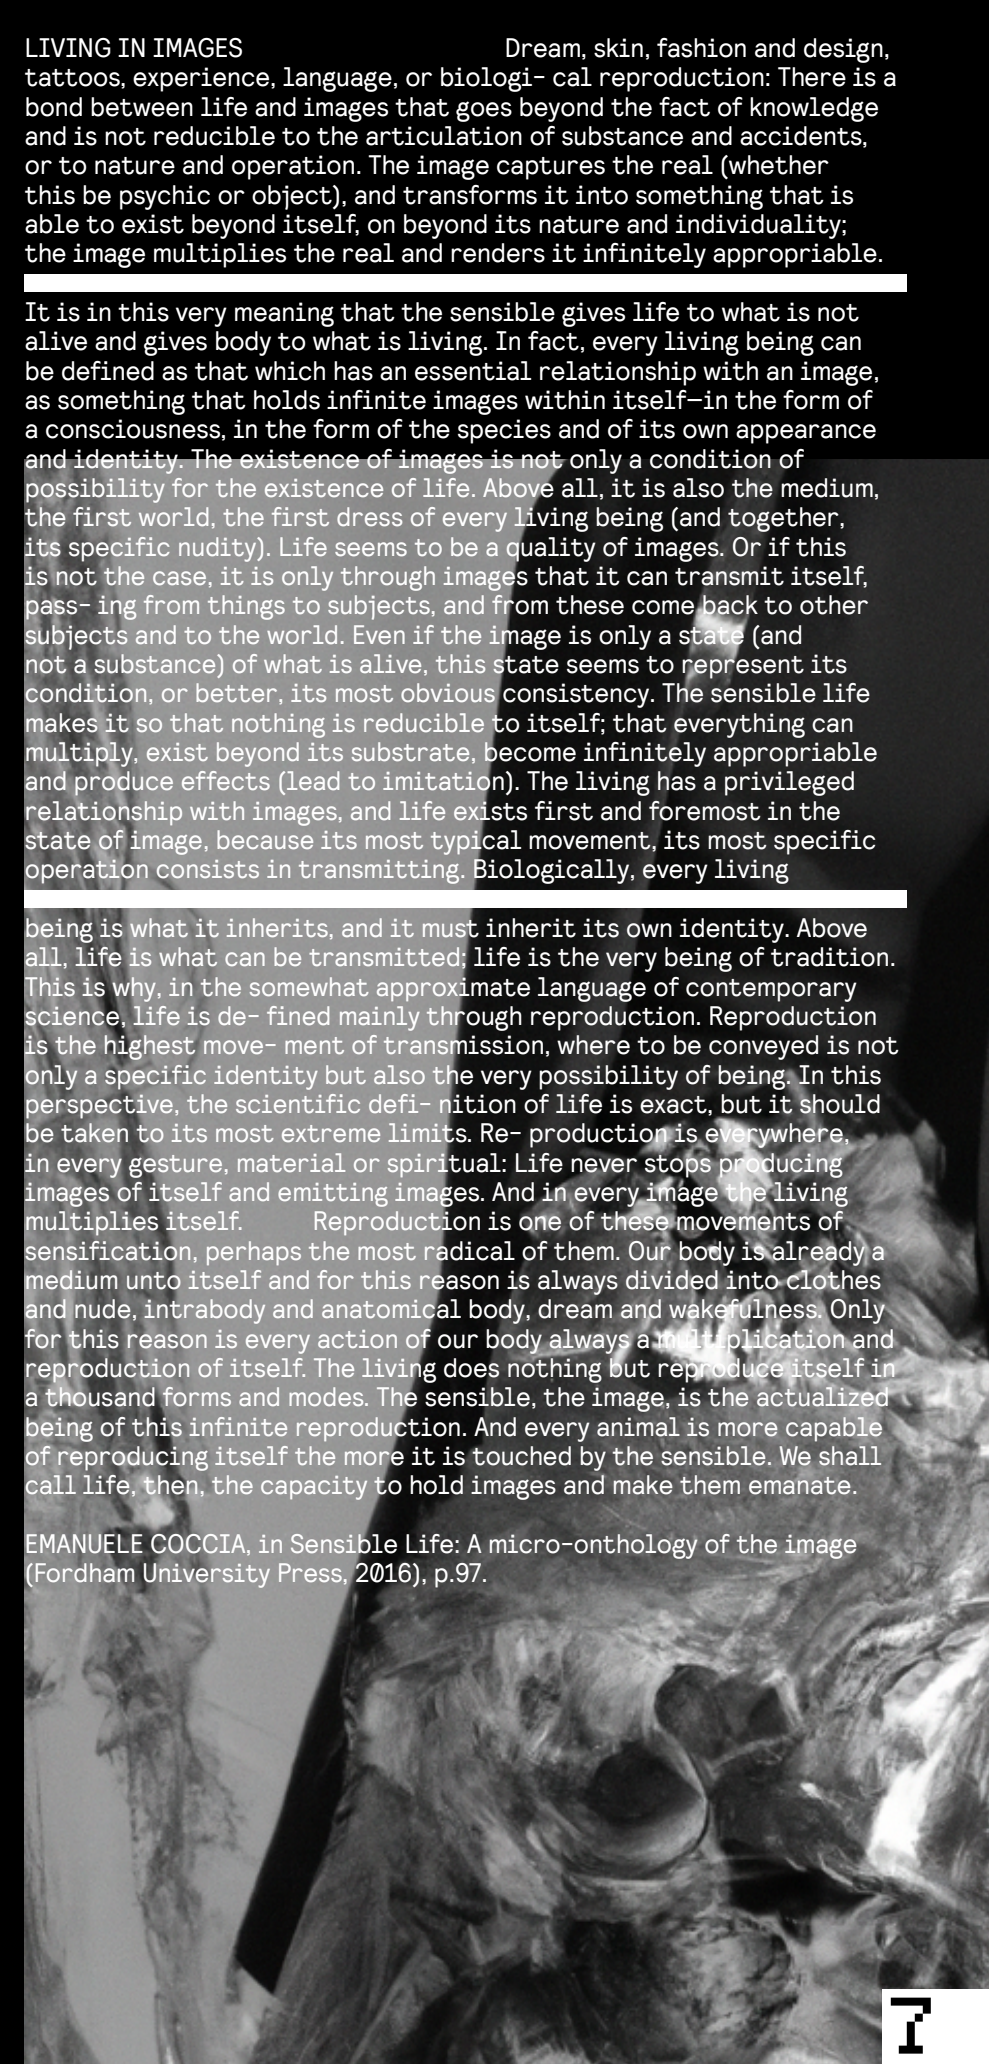 LIVING IN IMAGES Dream, skin, fashion and design,
tattoos, experience, language, or biologi- cal reproduction: There is a
bond between life and images that goes beyond the fact of knowledge
and is not reducible to the articulation of substance and accidents,
or to nature and operation. The image captures the real (whether
this be psychic or object), and transforms it into something that is
able to exist beyond itself, on beyond its nature and individuality;
the image multiplies the real and renders it infinitely appropriable.
It is in this very meaning that the sensible gives life to what is not
alive and gives body to what is living. In fact, every living being can
be defined as that which has an essential relationship with an image,
as something that holds infinite images within itself—in the form of
a consciousness, in the form of the species and of its own appearance
and identity. The existence of images is not only a condition of
possibility for the existence of life. Above all, it is also the medium,
the first world, the first dress of every living being (and together,
its specific nudity). Life seems to be a quality of images. Or if this
is not the case, it is only through images that it can transmit itself,
pass- ing from things to subjects, and from these come back to other
subjects and to the world. Even if the image is only a state (and
not a substance) of what is alive, this state seems to represent its
condition, or better, its most obvious consistency. The sensible life
makes it so that nothing is reducible to itself; that everything can
multiply, exist beyond its substrate, become infinitely appropriable
and produce effects (lead to imitation). The living has a privileged
relationship with images, and life exists first and foremost in the
state of image, because its most typical movement, its most specific
operation consists in transmitting. Biologically, every living
being is what it inherits, and it must inherit its own identity. Above
all, life is what can be transmitted; life is the very being of tradition.
This is why, in the somewhat approximate language of contemporary
science, life is de- fined mainly through reproduction. Reproduction
is the highest move- ment of transmission, where to be conveyed is not
only a specific identity but also the very possibility of being. In this
perspective, the scientific defi- nition of life is exact, but it should
be taken to its most extreme limits. Re- production is everywhere,
in every gesture, material or spiritual: Life never stops producing
images of itself and emitting images. And in every image the living
multiplies itself. Reproduction is one of these movements of
sensification, perhaps the most radical of them. Our body is already a
medium unto itself and for this reason is always divided into clothes
and nude, intrabody and anatomical body, dream and wakefulness. Only
for this reason is every action of our body always a multiplication and
reproduction of itself. The living does nothing but reproduce itself in
a thousand forms and modes. The sensible, the image, is the actualized
being of this infinite reproduction. And every animal is more capable
of reproducing itself the more it is touched by the sensible. We shall
call life, then, the capacity to hold images and make them emanate.
EMANUELE COCCIA, in Sensible Life: A micro-onthology of the image
(Fordham University Press, 2016), p.97.
7